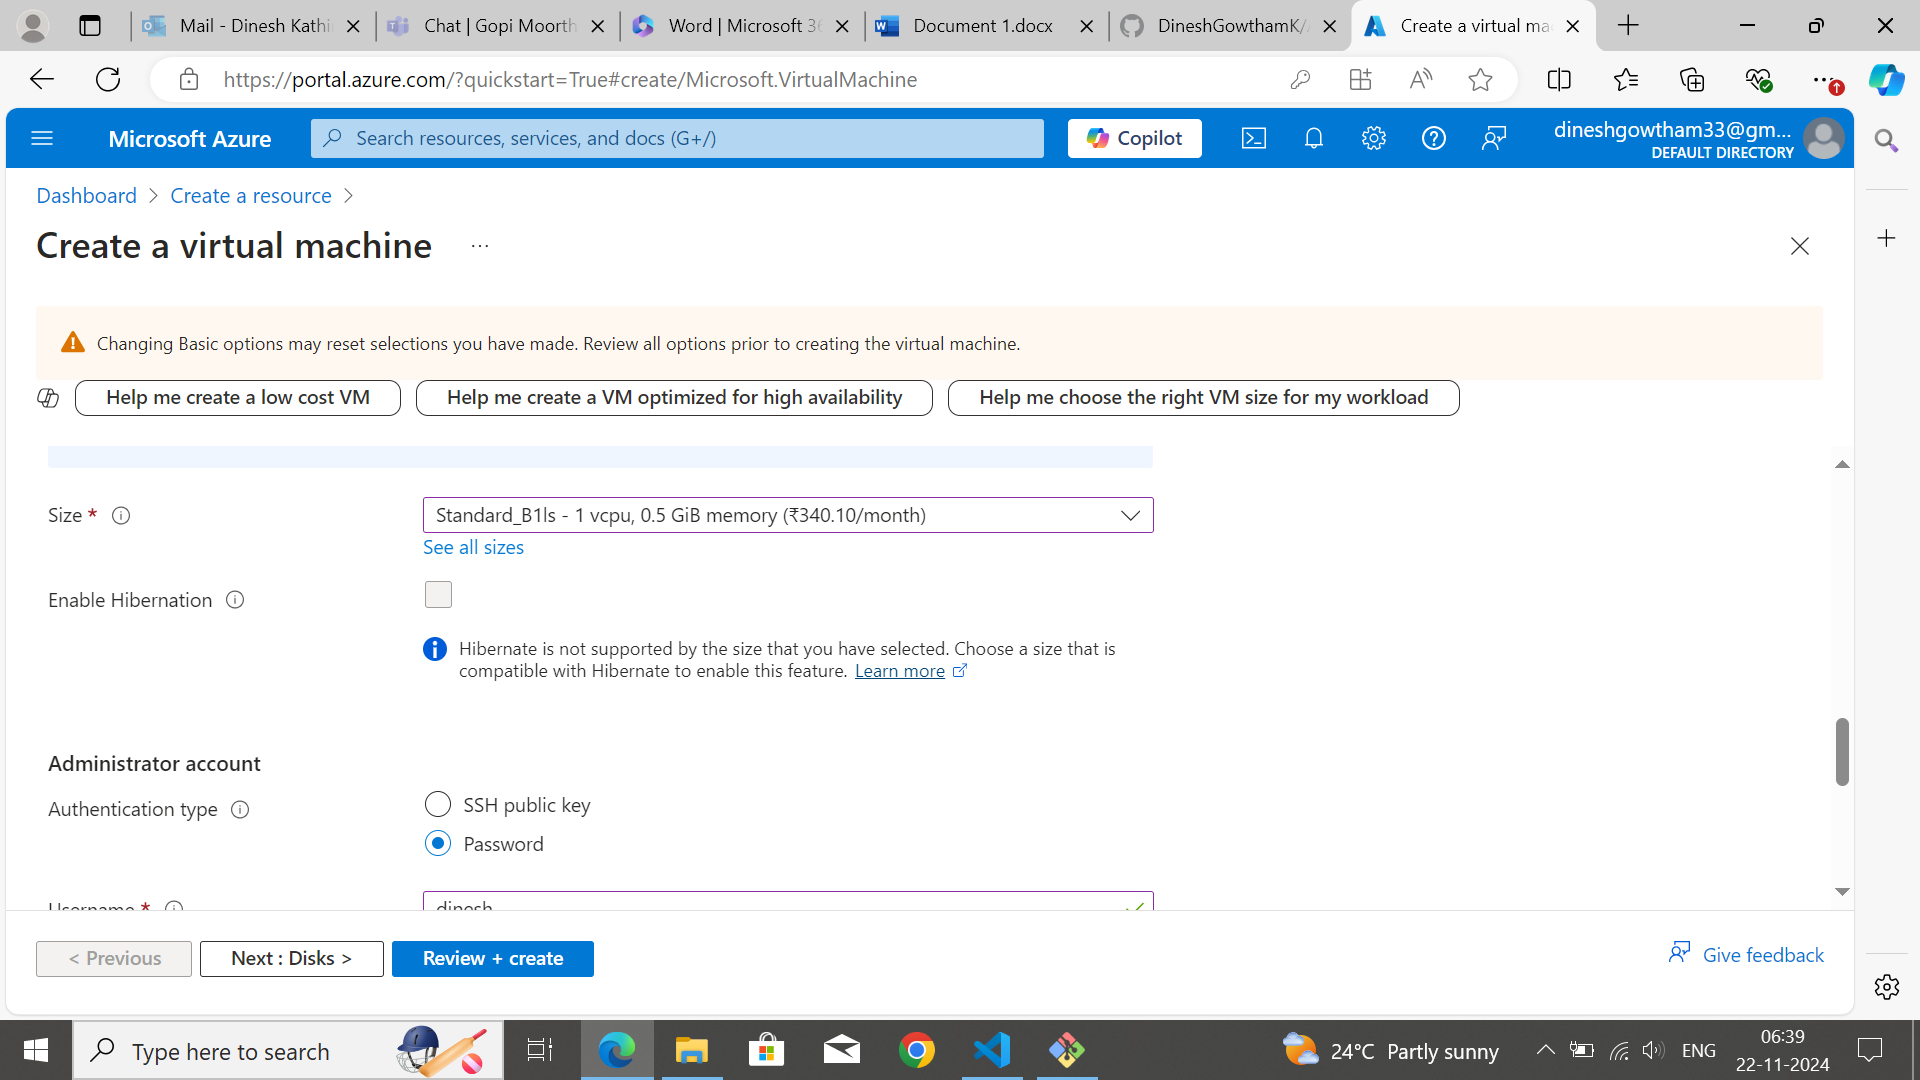 Mail - Dinesh Kathi
Chat | Gopi Moorth
Word | Microsoft 36
Document 1.docx
DineshGowthamK/
Create a virtual ma
https://portal.azure.com/?quickstart=True#create/Microsoft.VirtualMachine
Microsoft Azure
Search resources, services, and docs (G+/)
Copilot
dineshgowtham33@gm...
DEFAULT DIRECTORY
Dashboard
Create a resource
Create a virtual machine
...
Changing Basic options may reset selections you have made. Review all options prior to creating the virtual machine.
Help me create a low cost VM
Help me create a VM optimized for high availability
Help me choose the right VM size for my workload
Size *
Standard_B1ls - 1 vcpu, 0.5 GiB memory (₹340.10/month)
See all sizes
Enable Hibernation
Hibernate is not supported by the size that you have selected. Choose a size that is
compatible with Hibernate to enable this feature. Learn more
Administrator account
Authentication type
SSH public key
Password
Username *
dinesh
< Previous
Next : Disks >
Review + create
Give feedback
Type here to search
24°C Partly sunny
ENG
06:39
22-11-2024